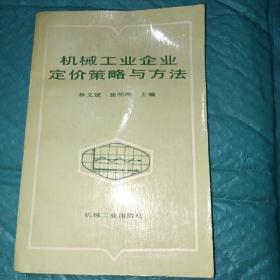 机械工业企业
定价策略与方法
林文斌 张明刚 主编
机械工业出版社